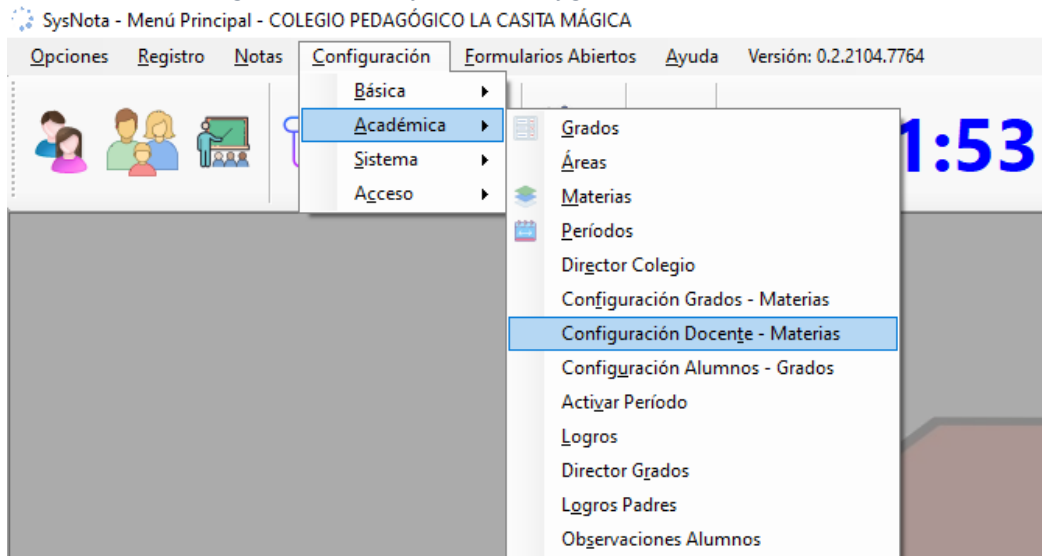 SysNota - Menú Principal - COLEGIO PEDAGÓGICO LA CASITA MÁGICA
Opciones Registro Notas Configuración Formularios Abiertos Ayuda Versión: 0.2.2104.7764
Básica
Académica
Sistema
Acceso
1:53
Grados
Áreas
Materias
Períodos
Director Colegio
Configuración Grados - Materias
Configuración Docente - Materias
Configuración Alumnos - Grados
Activar Período
Logros
Director Grados
Logros Padres
Observaciones Alumnos